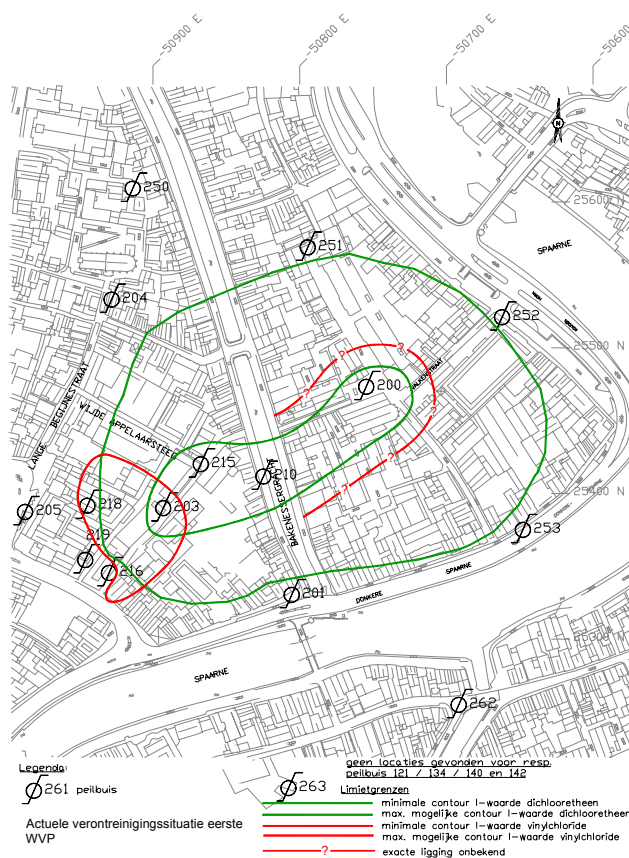 -50900 E
-50800 E
-50700 E
-50600
N
250
25600 N
SPAARNE
251
204
252
25500 N
LANGE BEGIJNESTRAAT
WIJDE APPELAARSTEEG
?
?
?
?
200
?
?
?
215
210
BAKENESSERGRACHT
218
203
205
25400 N
219
216
253
DONKERE
SPAARNE
201
DONKERE
SPAARNE
SPAARNE
262
Legenda:
261 peilbuis
263
geen locaties gevonden voor resp.
peilbuis 121 / 134 / 140 en 142
Limietgrenzen
minimale contour I-waarde dichlooretheen
max. mogelijke contour I-waarde dichlooretheen
minimale contour I-waarde vinylchloride
max. mogelijke contour I-waarde vinylchloride
? exacte ligging onbekend
Actuele verontreinigingssituatie eerste
WVP